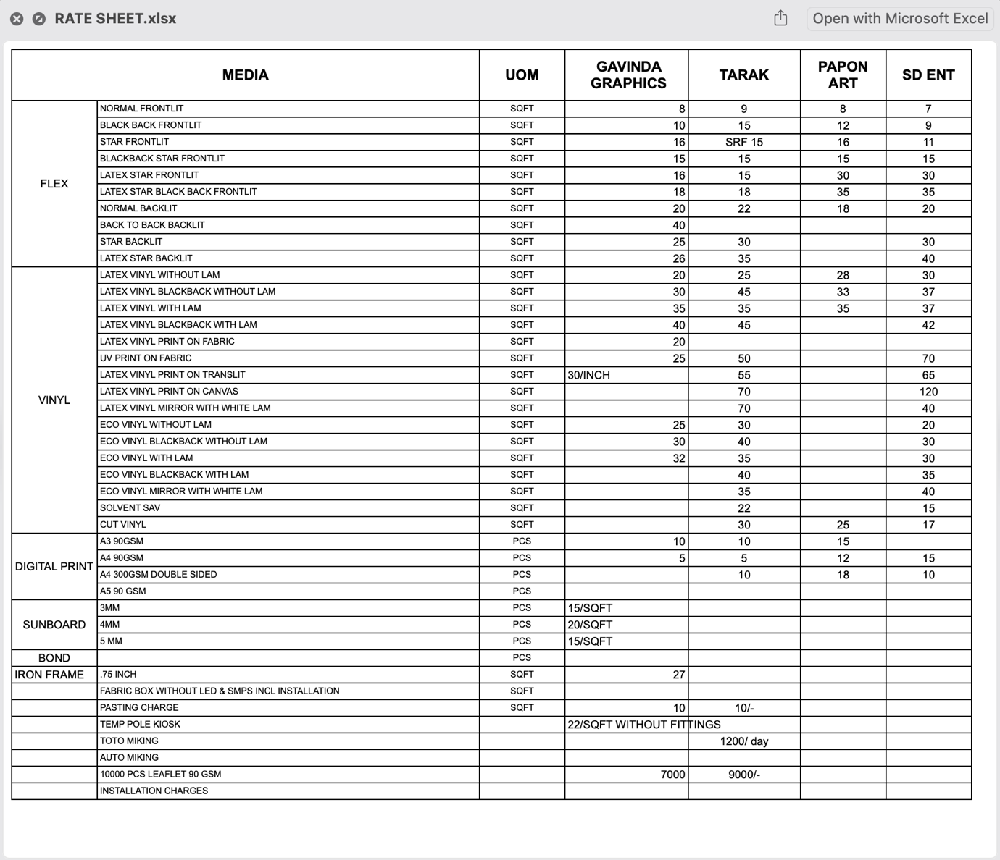 RATE SHEET.xlsx
Open with Microsoft Excel
MEDIA UOM GAVINDA GRAPHICS TARAK PAPON ART SD ENT
FLEX
NORMAL FRONTLIT SQFT 8 9 8 7
BLACK BACK FRONTLIT SQFT 10 15 12 9
STAR FRONTLIT SQFT 16 SRF 15 16 11
BLACKBACK STAR FRONTLIT SQFT 15 15 15 15
LATEX STAR FRONTLIT SQFT 16 15 30 30
LATEX STAR BLACK BACK FRONTLIT SQFT 18 18 35 35
NORMAL BACKLIT SQFT 20 22 18 20
BACK TO BACK BACKLIT SQFT 40
STAR BACKLIT SQFT 25 30 30
LATEX STAR BACKLIT SQFT 26 35 40
VINYL
LATEX VINYL WITHOUT LAM SQFT 20 25 28 30
LATEX VINYL BLACKBACK WITHOUT LAM SQFT 30 45 33 37
LATEX VINYL WITH LAM SQFT 35 35 35 37
LATEX VINYL BLACKBACK WITH LAM SQFT 40 45 42
LATEX VINYL PRINT ON FABRIC SQFT 20
UV PRINT ON FABRIC SQFT 25 50 70
LATEX VINYL PRINT ON TRANSLIT SQFT 30/INCH 55 65
LATEX VINYL PRINT ON CANVAS SQFT 70 120
LATEX VINYL MIRROR WITH WHITE LAM SQFT 70 40
ECO VINYL WITHOUT LAM SQFT 25 30 20
ECO VINYL BLACKBACK WITHOUT LAM SQFT 30 40 30
ECO VINYL WITH LAM SQFT 32 35 30
ECO VINYL BLACKBACK WITH LAM SQFT 40 35
ECO VINYL MIRROR WITH WHITE LAM SQFT 35 40
SOLVENT SAV SQFT 22 15
CUT VINYL SQFT 30 25 17
DIGITAL PRINT
A3 90GSM PCS 10 10 15
A4 90GSM PCS 5 5 12 15
A4 300GSM DOUBLE SIDED PCS 10 18 10
A5 90 GSM PCS
SUNBOARD
3MM PCS 15/SQFT
4MM PCS 20/SQFT
5 MM PCS 15/SQFT
BOND PCS
IRON FRAME .75 INCH SQFT 27
FABRIC BOX WITHOUT LED & SMPS INCL INSTALLATION SQFT
PASTING CHARGE SQFT 10 10/-
TEMP POLE KIOSK 22/SQFT WITHOUT FITTINGS
TOTO MIKING 1200/ day
AUTO MIKING
10000 PCS LEAFLET 90 GSM 7000 9000/-
INSTALLATION CHARGES